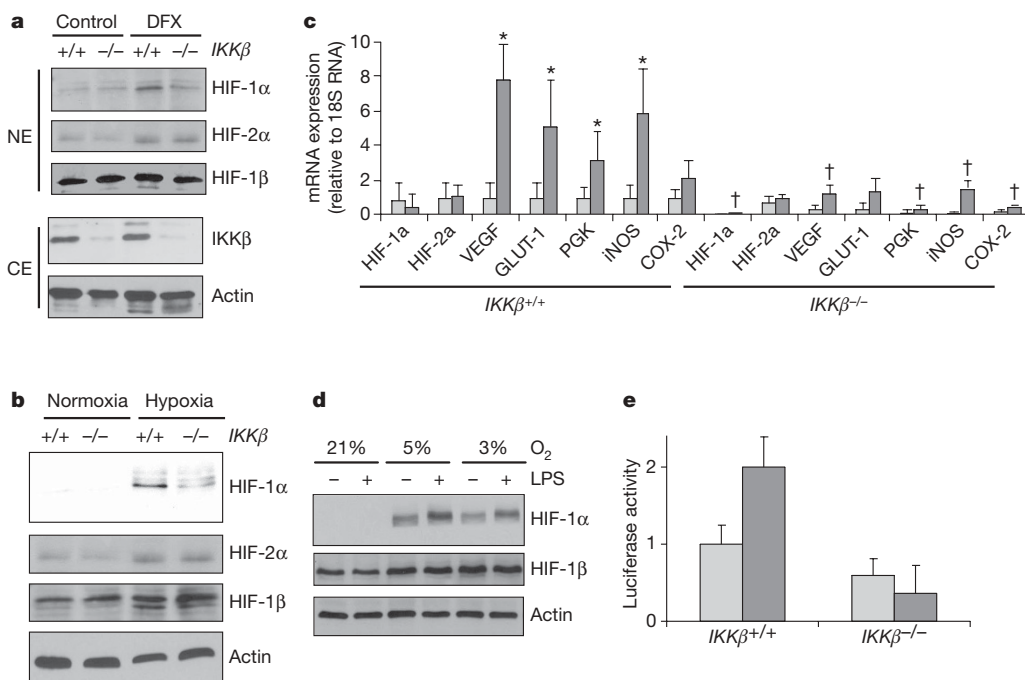 a
Control DFX
+/+ −/− +/+ −/− IKKβ
NE
HIF-1α
HIF-2α
HIF-1β
CE
IKKβ
Actin
c
mRNA expression
(relative to 18S RNA)
10
8
6
4
2
0
* * * *
† † † † †
HIF-1a HIF-2a VEGF GLUT-1 PGK iNOS COX-2 HIF-1a HIF-2a VEGF GLUT-1 PGK iNOS COX-2
IKKβ+/+ IKKβ−/−
b
Normoxia Hypoxia
+/+ −/− +/+ −/− IKKβ
HIF-1α
HIF-2α
HIF-1β
Actin
d
21% 5% 3% O2
− + − + − + LPS
HIF-1α
HIF-1β
Actin
e
Luciferase activity
2
1
0
IKKβ+/+ IKKβ−/−